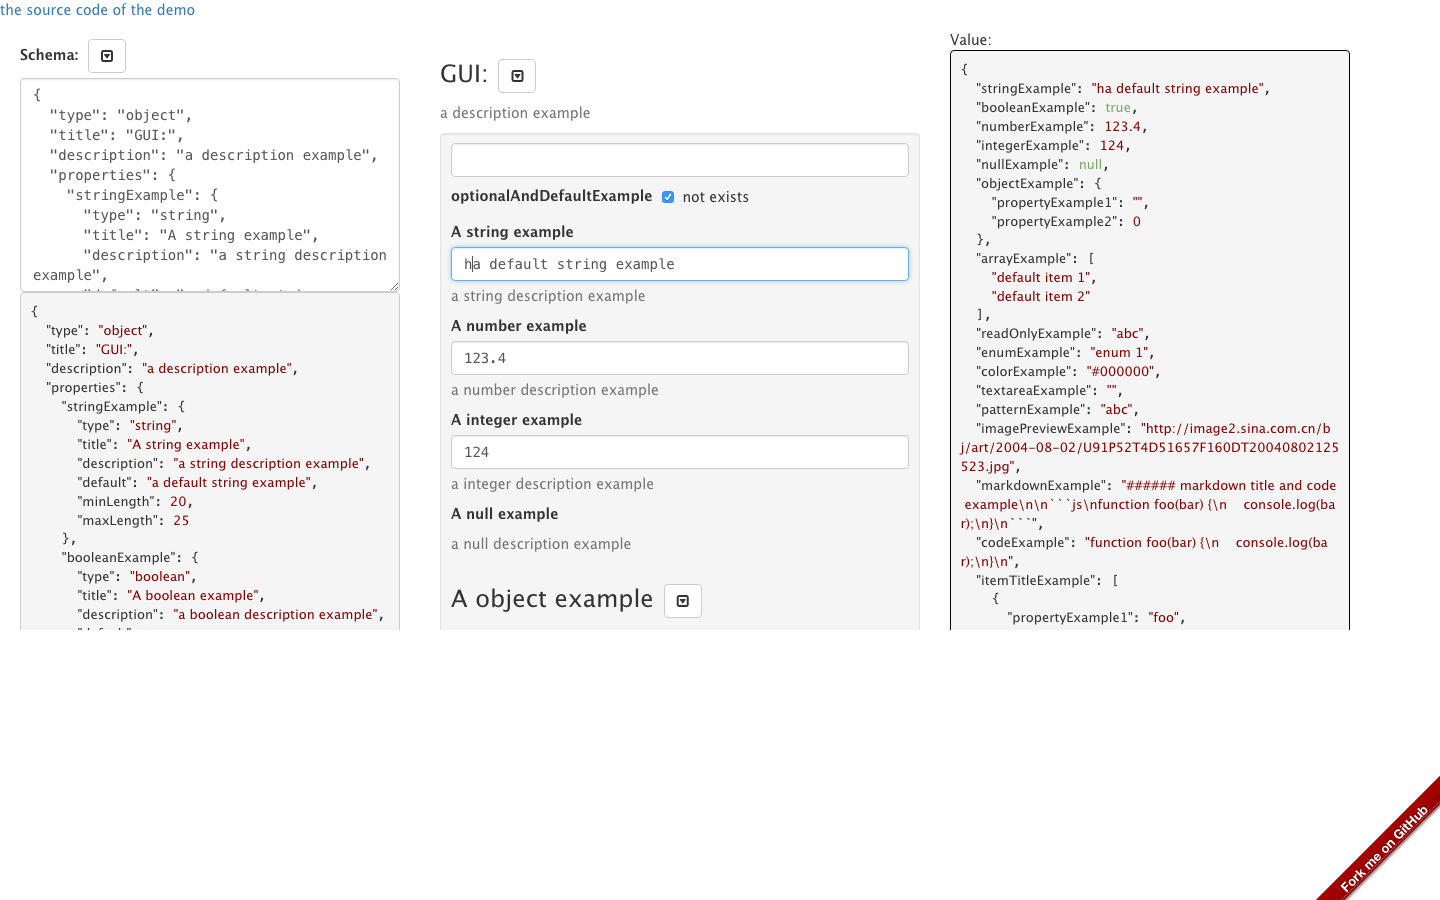 the source code of the demo
Schema:
{
"type": "object",
"title": "GUI:",
"description": "a description example",
"properties": {
"stringExample": {
"type": "string",
"title": "A string example",
"description": "a string description
example",
{
"type": "object",
"title": "GUI:",
"description": "a description example",
"properties": {
"stringExample": {
"type": "string",
"title": "A string example",
"description": "a string description example",
"default": "a default string example",
"minLength": 20,
"maxLength": 25
},
"booleanExample": {
"type": "boolean",
"title": "A boolean example",
"description": "a boolean description example",
GUI:
a description example
optionalAndDefaultExample not exists
A string example
ha default string example
a string description example
A number example
123.4
a number description example
A integer example
124
a integer description example
A null example
a null description example
A object example
Value:
{
"stringExample": "ha default string example",
"booleanExample": true,
"numberExample": 123.4,
"integerExample": 124,
"nullExample": null,
"objectExample": {
"propertyExample1": "",
"propertyExample2": 0
},
"arrayExample": [
"default item 1",
"default item 2"
],
"readOnlyExample": "abc",
"enumExample": "enum 1",
"colorExample": "#000000",
"textareaExample": "",
"patternExample": "abc",
"imagePreviewExample": "http://image2.sina.com.cn/b
j/art/2004-08-02/U91P52T4D51657F160DT20040802125
523.jpg",
"markdownExample": "###### markdown title and code
example\n\n```js\nfunction foo(bar) {\n    console.log(ba
r);\n}\n```",
"codeExample": "function foo(bar) {\n    console.log(ba
r);\n}\n",
"itemTitleExample": [
{
"propertyExample1": "foo",
Fork me on GitHub